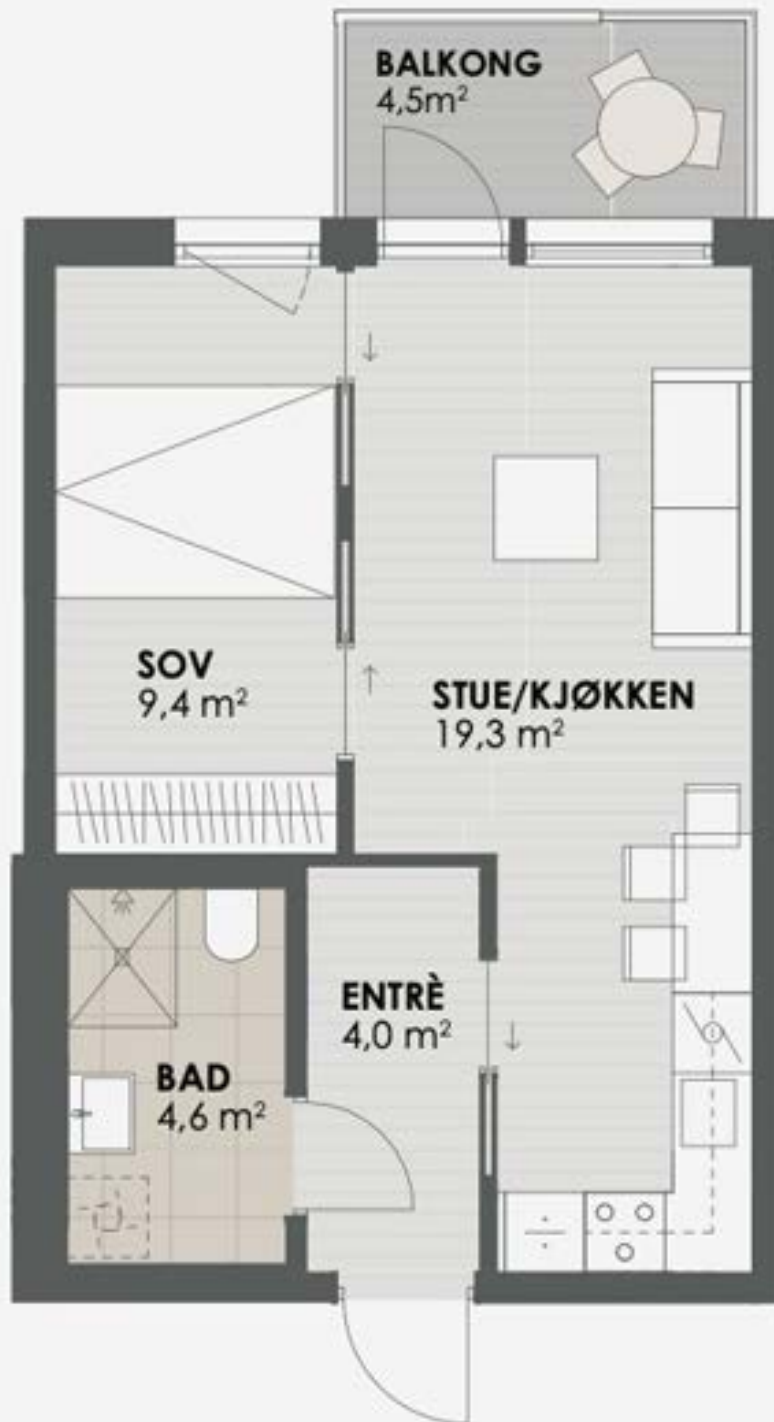 BALKONG
4,5m²
SOV
9,4 m²
STUE/KJØKKEN
19,3 m²
ENTRÈ
4,0 m²
BAD
4,6 m²